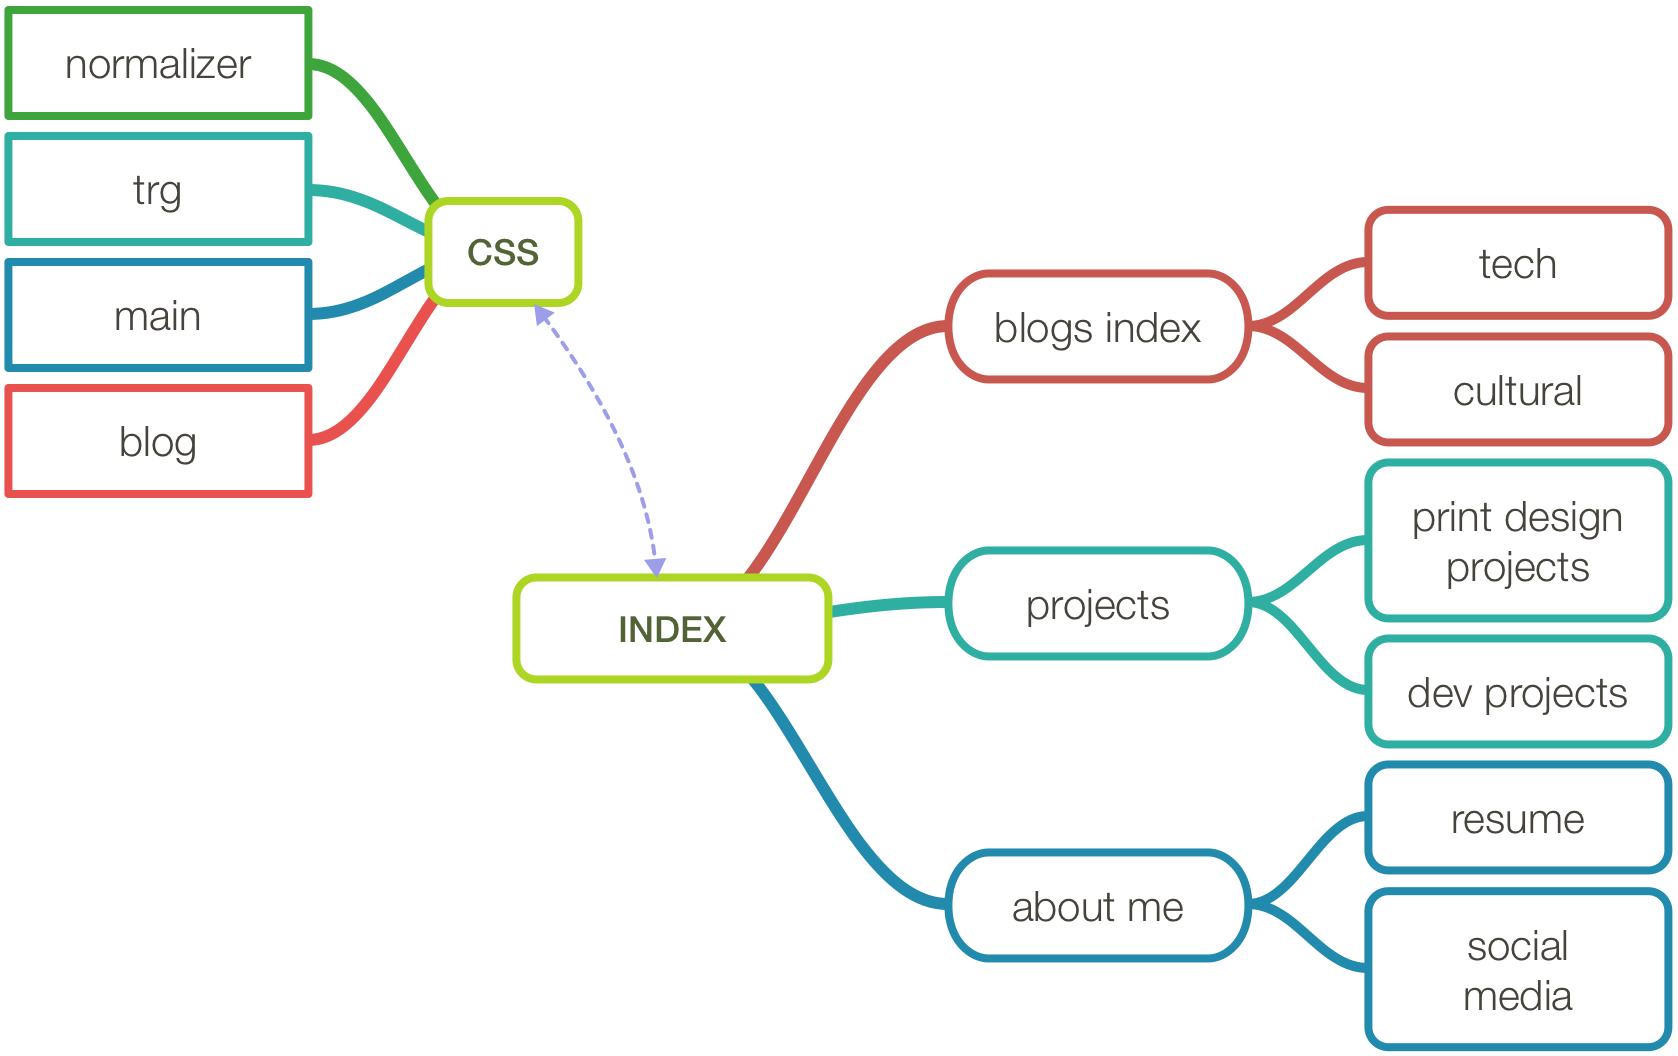 normalizer
trg
main
blog
CSS
INDEX
blogs index
tech
cultural
projects
print design
projects
dev projects
about me
resume
social
media